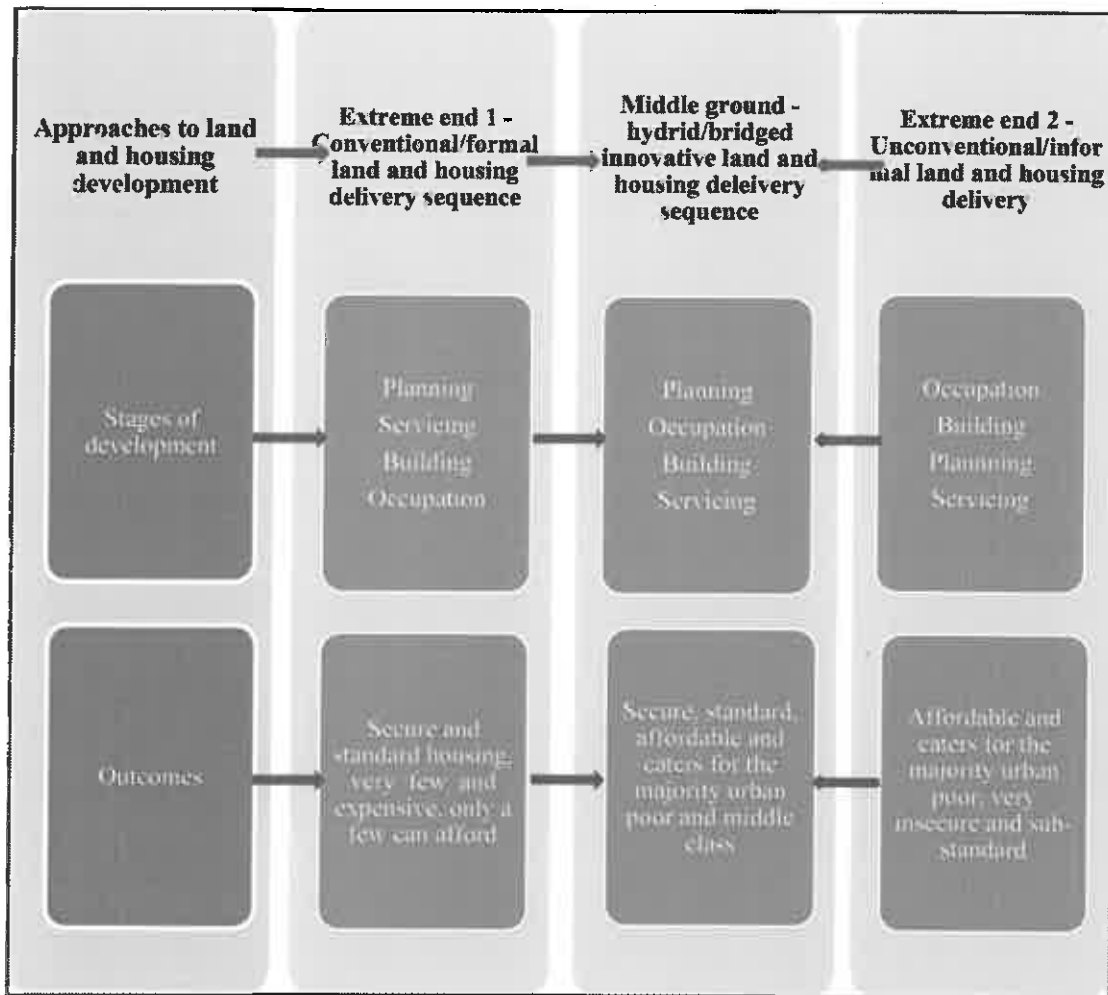 Approaches to land
and housing
development
Extreme end 1 -
Conventional/formal
land and housing
delivery sequence
Middle ground -
hydrid/bridged
innovative land and
housing deleivery
sequence
Extreme end 2 -
Unconventional/infor
mal land and housing
delivery
Stages of
development
Planning
Servicing
Building
Occupation
Planning
Occupation
Building
Servicing
Occupation
Building
Plannning
Servicing
Outcomes
Secure and
standard housing,
very few and
expensive, only a
few can afford
Secure, standard,
affordable and
caters for the
majority urban
poor and middle
class
Affordable and
caters for the
majority urban
poor, very
insecure and sub-
standard